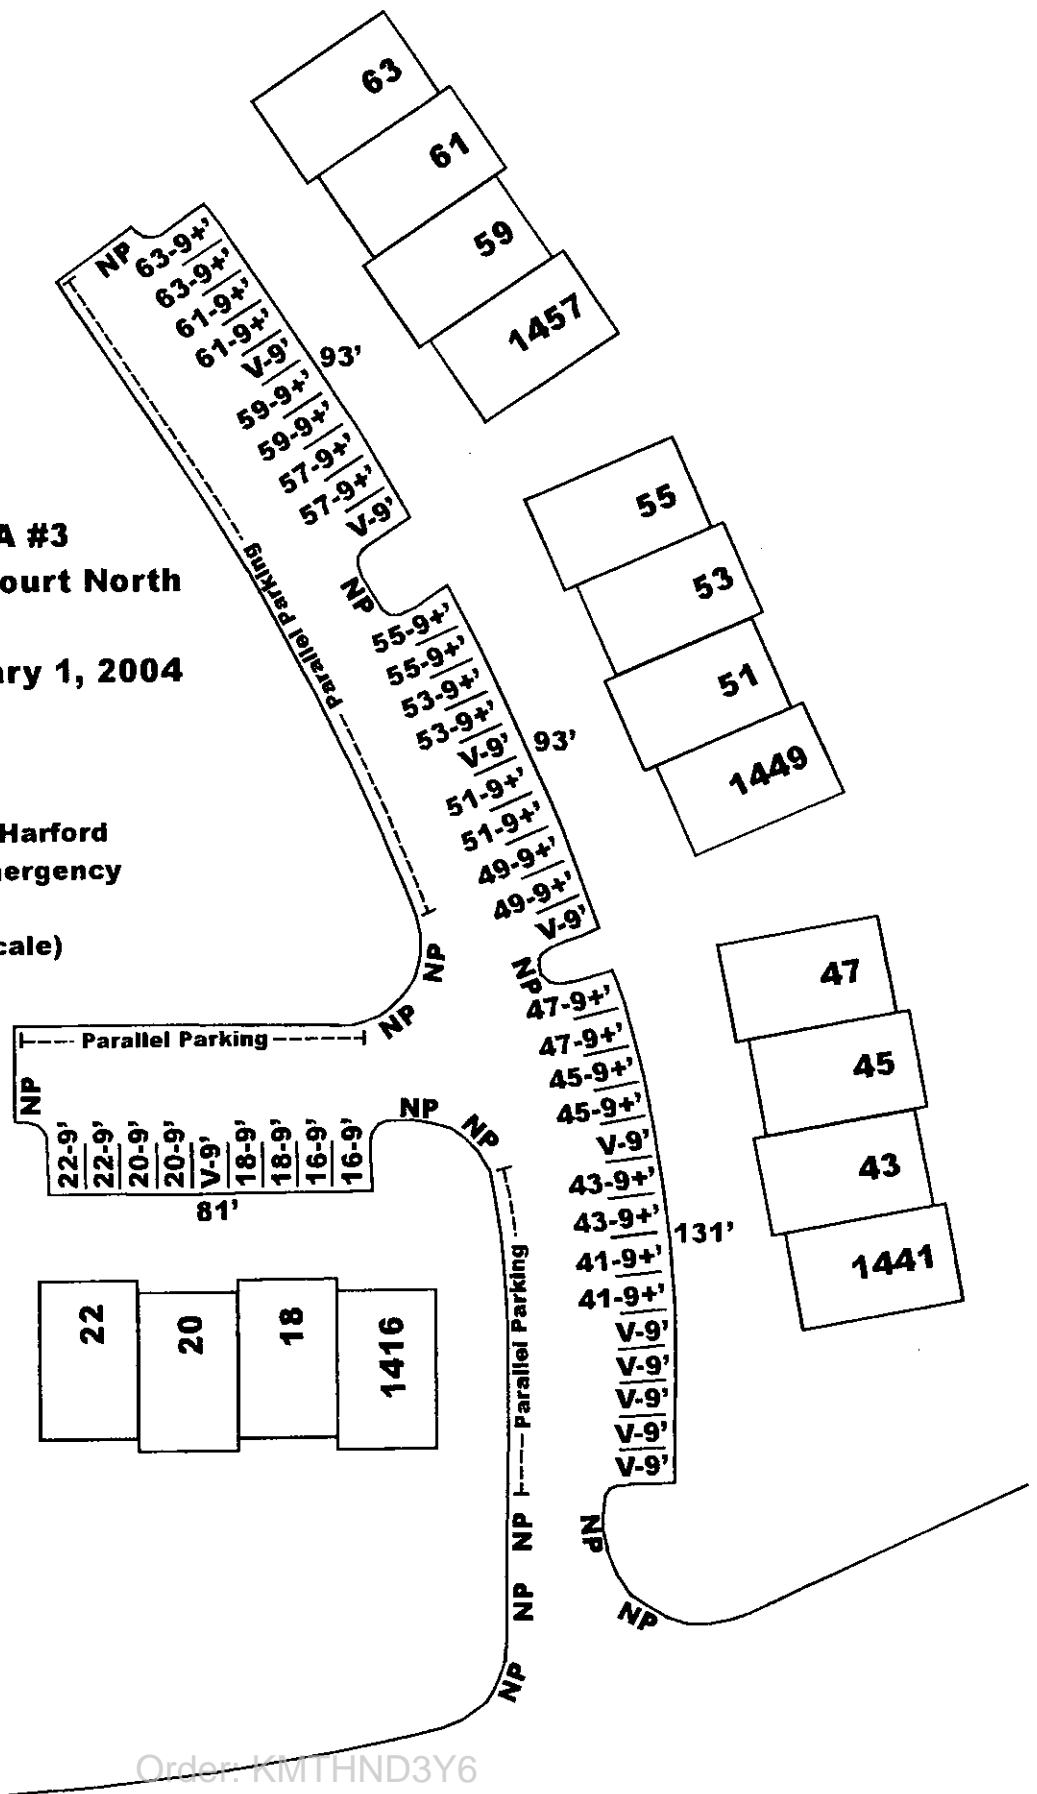 63
61
59
1457
NP
63-9+'
63-9+'
61-9+'
61-9+'
V-9'
59-9+'
59-9+'
57-9+'
57-9+'
V-9'
93'
55
53
51
1449
A #3
ourt North
ary 1, 2004
Parallel Parking
NP
55-9+'
55-9+'
53-9+'
53-9+'
V-9'
51-9+'
51-9+'
49-9+'
49-9+'
V-9'
93'
Harford
nergency
cale)
NP
NP
NP
47-9+'
47-9+'
45-9+'
45-9+'
V-9'
43-9+'
43-9+'
41-9+'
41-9+'
V-9'
V-9'
V-9'
V-9'
V-9'
131'
47
45
43
1441
Parallel Parking
NP
NP
NP
22-9'
22-9'
20-9'
20-9'
V-9'
18-9'
18-9'
16-9'
16-9'
81'
22
20
18
1416
Parallel Parking
NP
NP
NP
NP
NP
Order: KMTHND3Y6